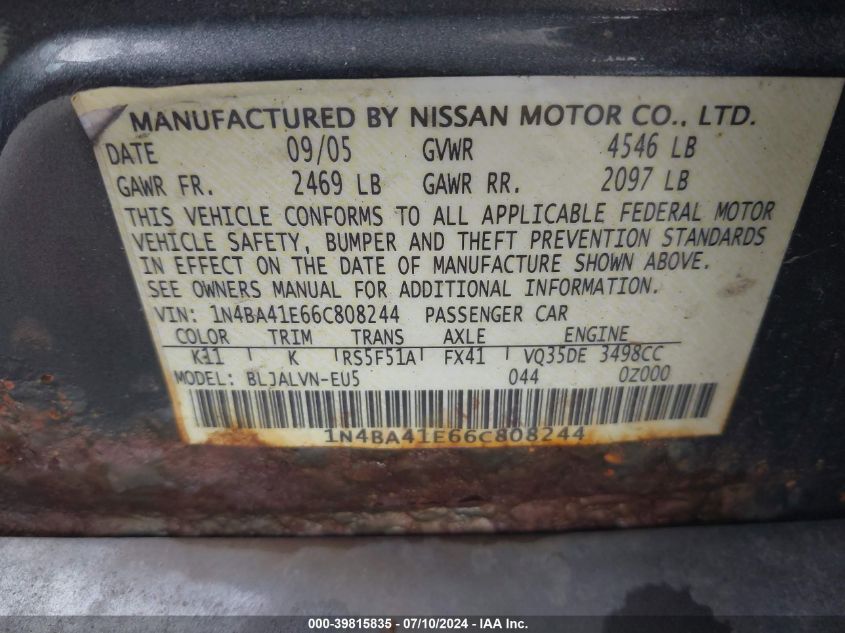 MANUFACTURED BY NISSAN MOTOR CO., LTD.
DATE 09/05 GVWR 4546 LB
GAWR FR. 2469 LB GAWR RR. 2097 LB
THIS VEHICLE CONFORMS TO ALL APPLICABLE FEDERAL MOTOR
VEHICLE SAFETY, BUMPER AND THEFT PREVENTION STANDARDS
IN EFFECT ON THE DATE OF MANUFACTURE SHOWN ABOVE.
SEE OWNERS MANUAL FOR ADDITIONAL INFORMATION.
VIN: 1N4BA41E66C808244 PASSENGER CAR
COLOR TRIM TRANS AXLE ENGINE
K11 K RS5F51A FX41 VQ35DE 3498CC
MODEL: BLJALVN-EU5 044 0Z000
1N4BA41E66C808244
000-39815835 - 07/10/2024 - IAA Inc.